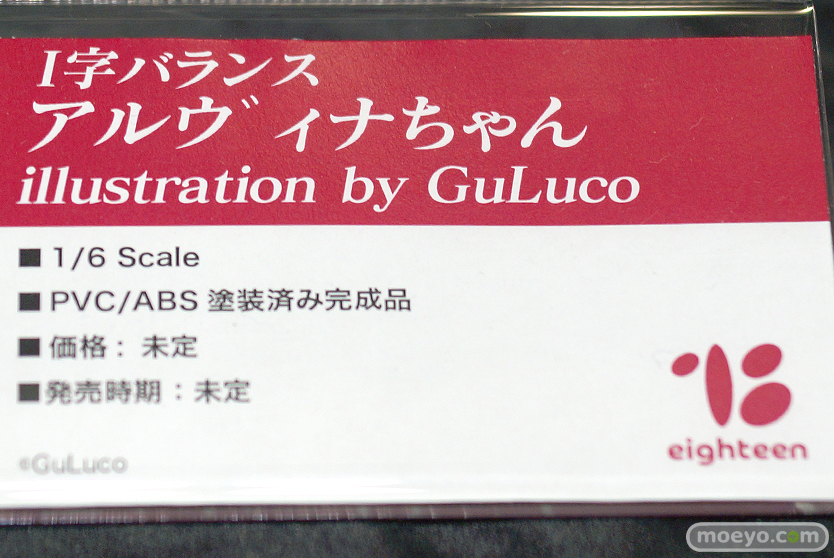 I字バランス
アルヴィナちゃん
illustration by GuLuco
■ 1/6 Scale
■ PVC/ABS 塗装済み完成品
■ 価格： 未定
■ 発売時期：未定
©GuLuco
eighteen
moeyo.com